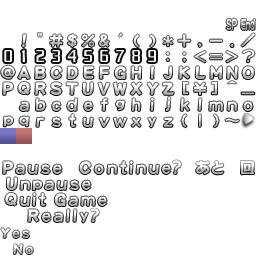 SP End
! " # $ % & ' ( ) * + , - . /
0 1 2 3 4 5 6 7 8 9 : ; < = > ?
@ A B C D E F G H I J K L M N O
P Q R S T U V W X Y Z [ ¥ ] ^ _
a b c d e f g h i j k l m n o
p q r s t u v w x y z ( | ) ~
Pause Continue? あと 回
Unpause
Quit Game
Really?
Yes
No